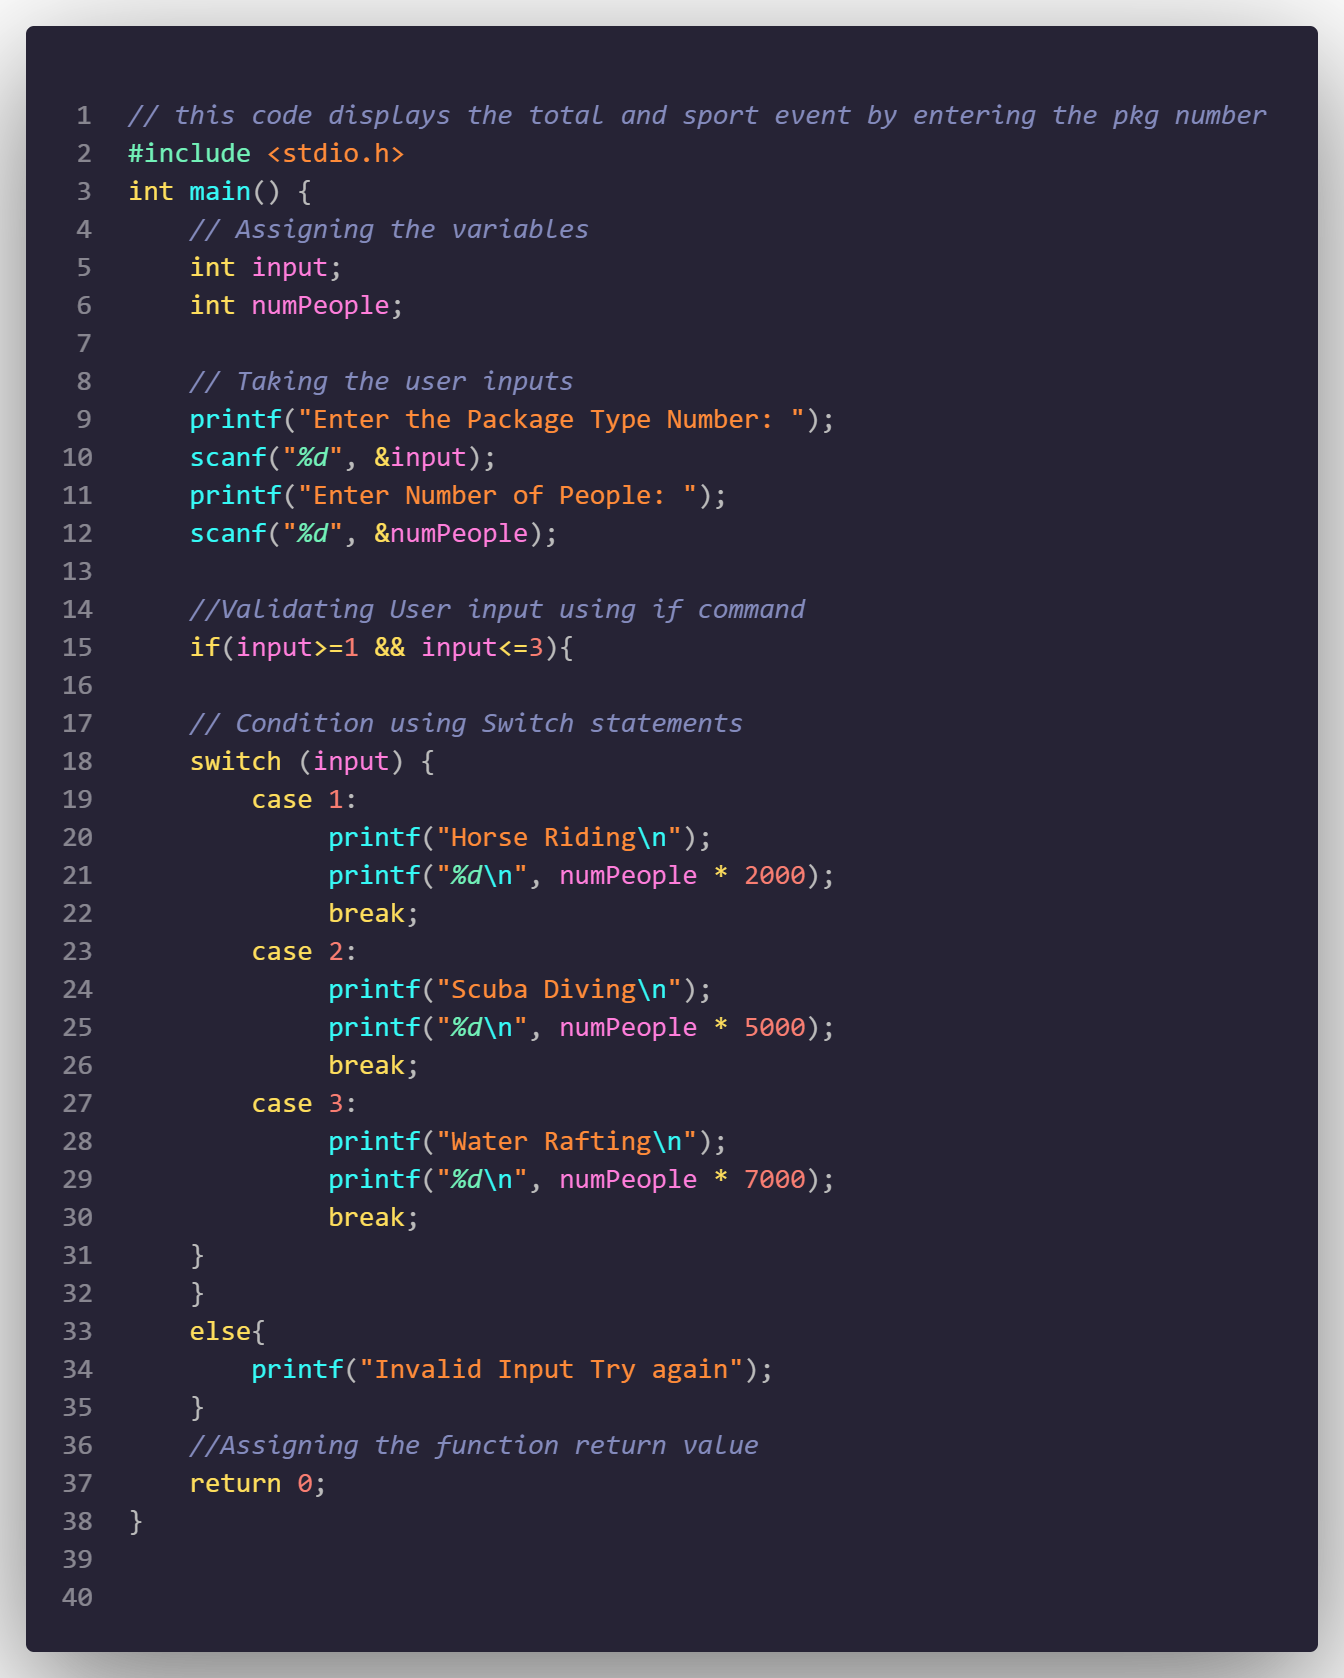 1 // this code displays the total and sport event by entering the pkg number
2 #include <stdio.h>
3 int main() {
4     // Assigning the variables
5     int input;
6     int numPeople;
7
8     // Taking the user inputs
9     printf("Enter the Package Type Number: ");
10     scanf("%d", &input);
11     printf("Enter Number of People: ");
12     scanf("%d", &numPeople);
13
14     //Validating User input using if command
15     if(input>=1 && input<=3){
16
17     // Condition using Switch statements
18     switch (input) {
19         case 1:
20              printf("Horse Riding\n");
21              printf("%d\n", numPeople * 2000);
22              break;
23         case 2:
24              printf("Scuba Diving\n");
25              printf("%d\n", numPeople * 5000);
26              break;
27         case 3:
28              printf("Water Rafting\n");
29              printf("%d\n", numPeople * 7000);
30              break;
31     }
32     }
33     else{
34         printf("Invalid Input Try again");
35     }
36     //Assigning the function return value
37     return 0;
38 }
39
40